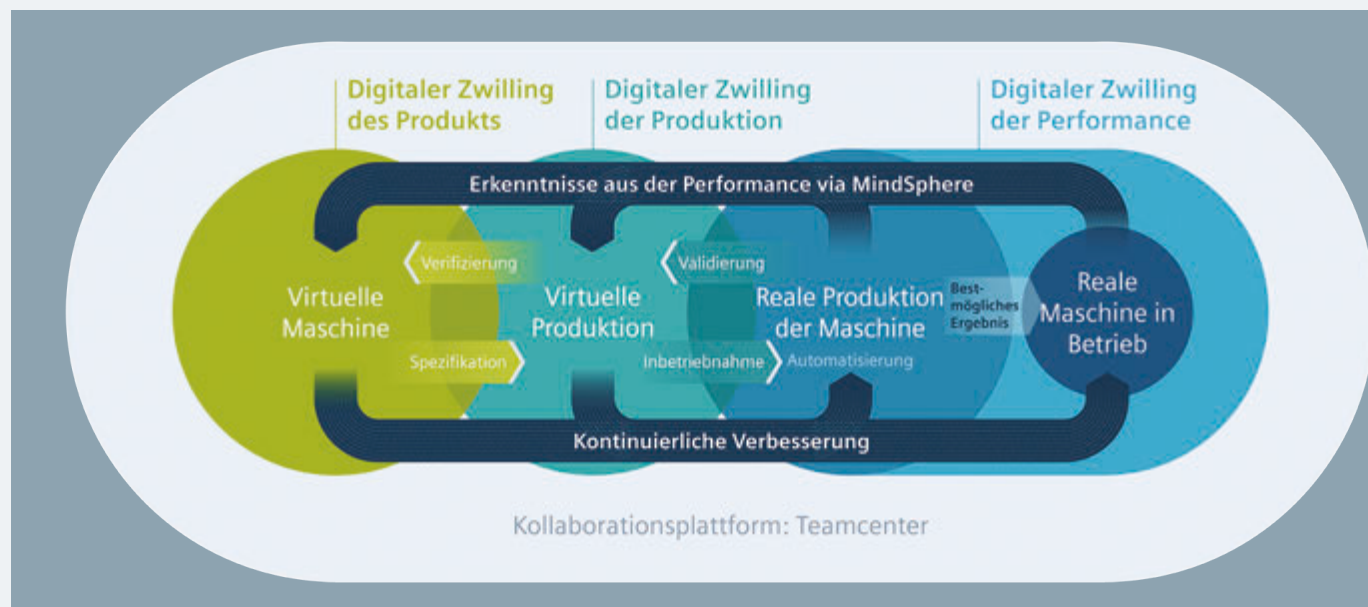 Digitaler Zwilling
des Produkts
Digitaler Zwilling
der Produktion
Digitaler Zwilling
der Performance
Erkenntnisse aus der Performance via MindSphere
Verifizierung
Validierung
Virtuelle
Maschine
Virtuelle
Produktion
Reale Produktion
der Maschine
Best-
mögliches
Ergebnis
Reale
Maschine in
Betrieb
Spezifikation
Inbetriebnahme
Automatisierung
Kontinuierliche Verbesserung
Kollaborationsplattform: Teamcenter